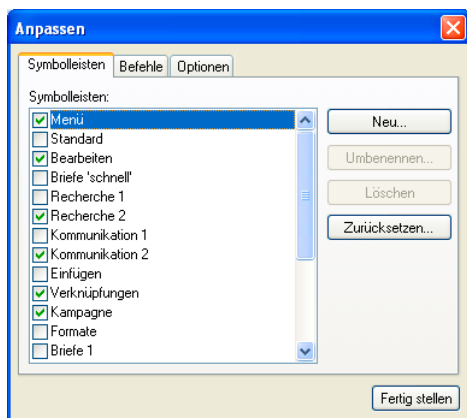 Anpassen
Symbolleisten Befehle Optionen
Symbolleisten:
Menü
Standard
Bearbeiten
Briefe 'schnell'
Recherche 1
Recherche 2
Kommunikation 1
Kommunikation 2
Einfügen
Verknüpfungen
Kampagne
Formate
Briefe 1
Neu...
Umbenennen...
Löschen
Zurücksetzen...
Fertig stellen